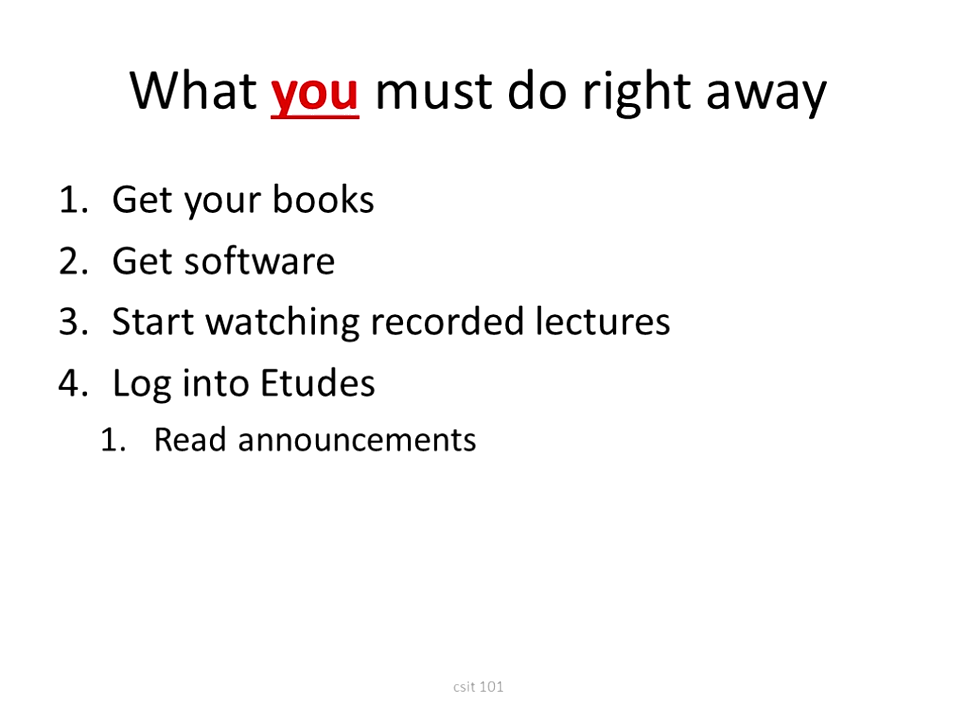 What you must do right away
1. Get your books
2. Get software
3. Start watching recorded lectures
4. Log into Etudes
1. Read announcements
csit 101